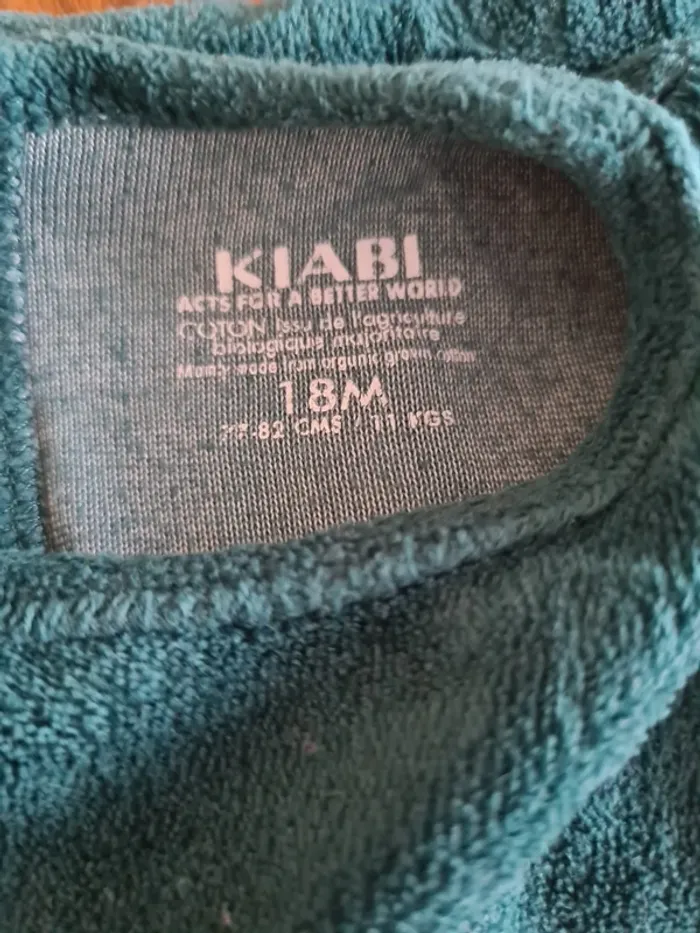 KIABI
ACTS FOR A BETTER WORLD
COTON issu de l'agriculture
biologique majoritaire
Mainly made from organic grown cotton
18M
77-82 CMS / 11 KGS